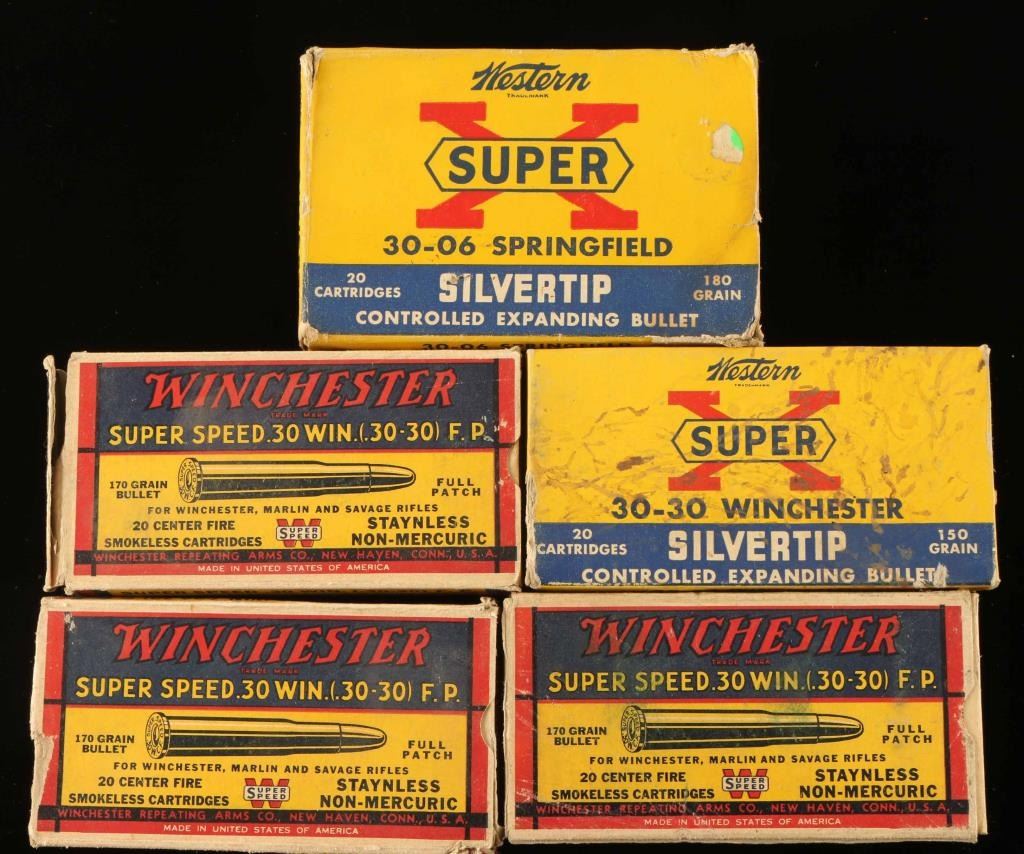 Western
TRADEMARK
X
SUPER
30-06 SPRINGFIELD
20 CARTRIDGES
SILVERTIP
180 GRAIN
CONTROLLED EXPANDING BULLET
30-06 SPRINGFIELD
WINCHESTER
TRADE MARK
SUPER SPEED .30 WIN. (.30-30) F.P.
170 GRAIN BULLET
FULL PATCH
FOR WINCHESTER, MARLIN AND SAVAGE RIFLES
20 CENTER FIRE
SMOKELESS CARTRIDGES
W
SUPER SPEED
STAYNLESS
NON-MERCURIC
WINCHESTER REPEATING ARMS CO., NEW HAVEN, CONN., U.S.A.
MADE IN UNITED STATES OF AMERICA
Western
TRADEMARK
X
SUPER
30-30 WINCHESTER
20 CARTRIDGES
SILVERTIP
150 GRAIN
CONTROLLED EXPANDING BULLET
WINCHESTER
TRADE MARK
SUPER SPEED .30 WIN. (.30-30) F.P.
170 GRAIN BULLET
FULL PATCH
FOR WINCHESTER, MARLIN AND SAVAGE RIFLES
20 CENTER FIRE
SMOKELESS CARTRIDGES
W
SUPER SPEED
STAYNLESS
NON-MERCURIC
WINCHESTER REPEATING ARMS CO., NEW HAVEN, CONN., U.S.A.
MADE IN UNITED STATES OF AMERICA
WINCHESTER
TRADE MARK
SUPER SPEED .30 WIN. (.30-30) F.P.
170 GRAIN BULLET
FULL PATCH
FOR WINCHESTER, MARLIN AND SAVAGE RIFLES
20 CENTER FIRE
SMOKELESS CARTRIDGES
W
SUPER SPEED
STAYNLESS
NON-MERCURIC
WINCHESTER REPEATING ARMS CO., NEW HAVEN, CONN., U.S.A.
MADE IN UNITED STATES OF AMERICA